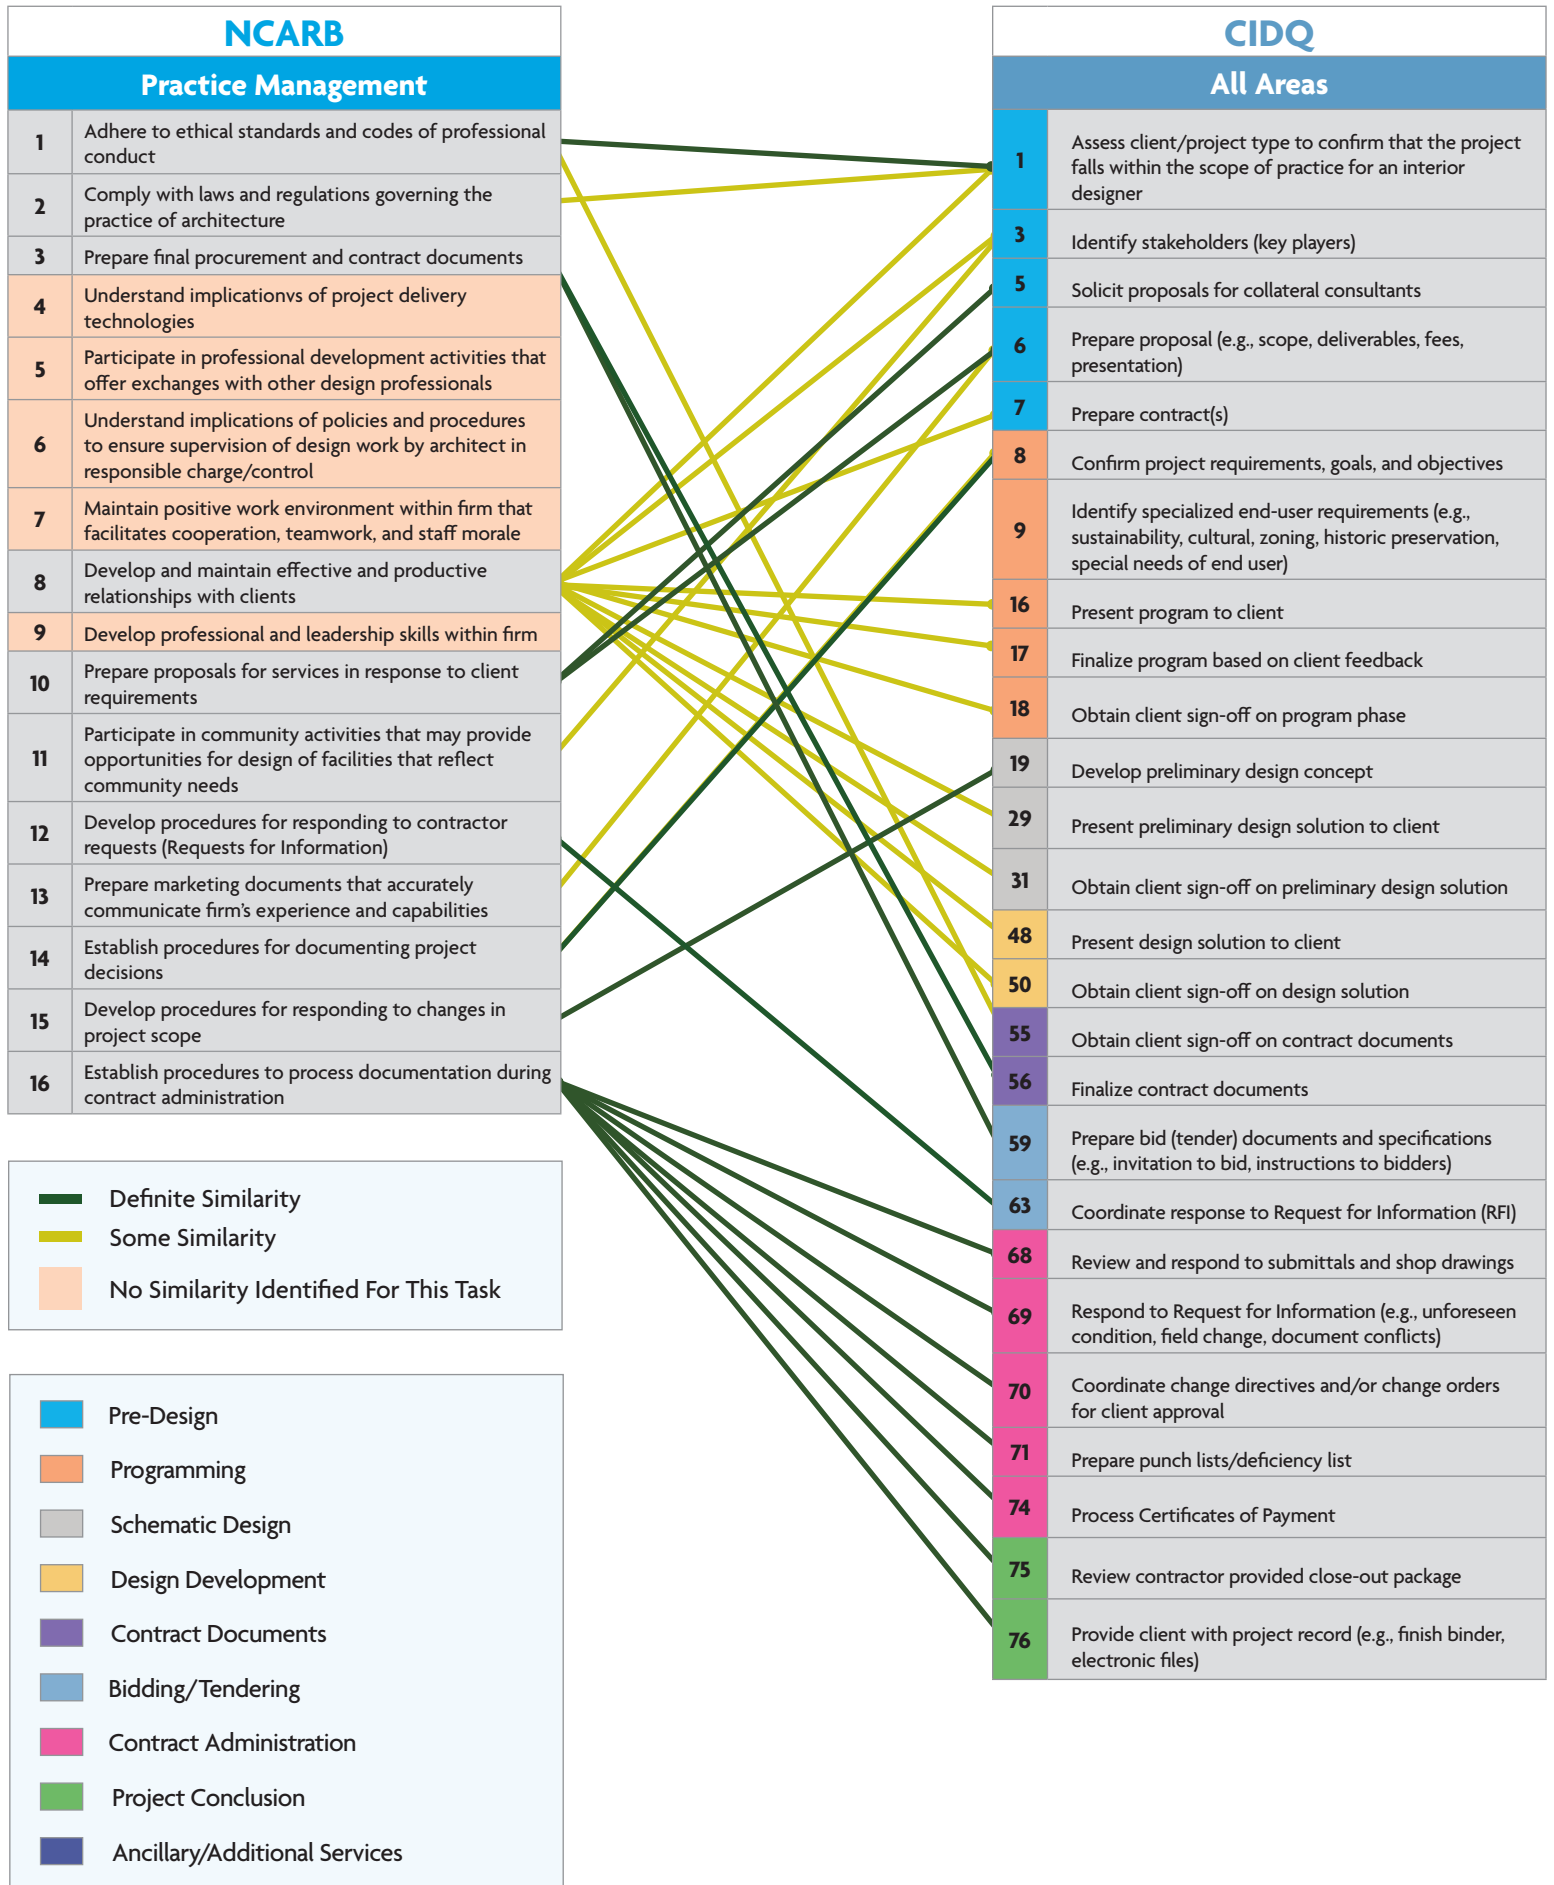 NCARB
Practice Management
1
Adhere to ethical standards and codes of professional
conduct
2
Comply with laws and regulations governing the
practice of architecture
3
Prepare final procurement and contract documents
4
Understand implicationvs of project delivery
technologies
5
Participate in professional development activities that
offer exchanges with other design professionals
6
Understand implications of policies and procedures
to ensure supervision of design work by architect in
responsible charge/control
7
Maintain positive work environment within firm that
facilitates cooperation, teamwork, and staff morale
8
Develop and maintain effective and productive
relationships with clients
9
Develop professional and leadership skills within firm
10
Prepare proposals for services in response to client
requirements
11
Participate in community activities that may provide
opportunities for design of facilities that reflect
community needs
12
Develop procedures for responding to contractor
requests (Requests for Information)
13
Prepare marketing documents that accurately
communicate firm's experience and capabilities
14
Establish procedures for documenting project
decisions
15
Develop procedures for responding to changes in
project scope
16
Establish procedures to process documentation during
contract administration
Definite Similarity
Some Similarity
No Similarity Identified For This Task
Pre-Design
Programming
Schematic Design
Design Development
Contract Documents
Bidding/Tendering
Contract Administration
Project Conclusion
Ancillary/Additional Services
CIDQ
All Areas
1
Assess client/project type to confirm that the project
falls within the scope of practice for an interior
designer
3
Identify stakeholders (key players)
5
Solicit proposals for collateral consultants
6
Prepare proposal (e.g., scope, deliverables, fees,
presentation)
7
Prepare contract(s)
8
Confirm project requirements, goals, and objectives
9
Identify specialized end-user requirements (e.g.,
sustainability, cultural, zoning, historic preservation,
special needs of end user)
16
Present program to client
17
Finalize program based on client feedback
18
Obtain client sign-off on program phase
19
Develop preliminary design concept
29
Present preliminary design solution to client
31
Obtain client sign-off on preliminary design solution
48
Present design solution to client
50
Obtain client sign-off on design solution
55
Obtain client sign-off on contract documents
56
Finalize contract documents
59
Prepare bid (tender) documents and specifications
(e.g., invitation to bid, instructions to bidders)
63
Coordinate response to Request for Information (RFI)
68
Review and respond to submittals and shop drawings
69
Respond to Request for Information (e.g., unforeseen
condition, field change, document conflicts)
70
Coordinate change directives and/or change orders
for client approval
71
Prepare punch lists/deficiency list
74
Process Certificates of Payment
75
Review contractor provided close-out package
76
Provide client with project record (e.g., finish binder,
electronic files)